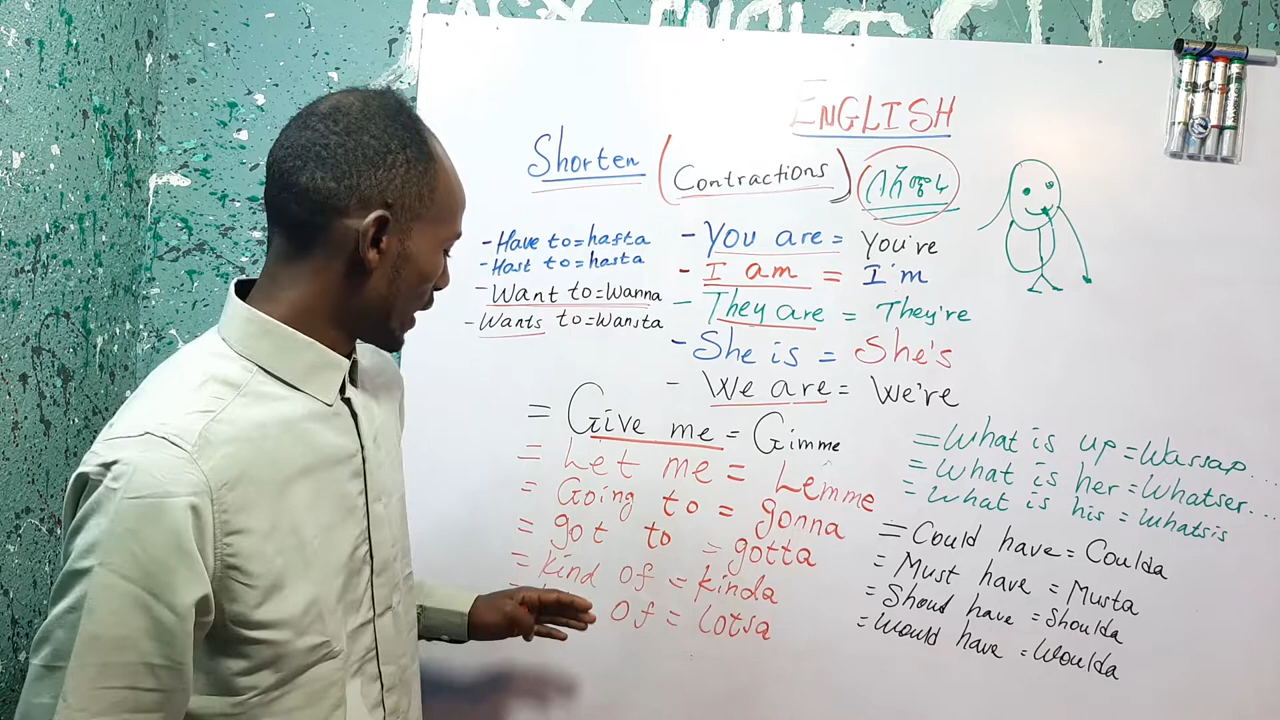 ENGLISH
Shorten (Contractions)
-Have to=hasta
-Hast to=hasta
-Want to=Wanna
-Wants to=Wansta
-You are= You're
-I am = I'm
-They are = They're
-She is = She's
-We are= We're
= Give me = Gimme
= Let me = Lemme
= Going to = gonna
= got to = gotta
= kind of = kinda
of = Lotsa
=What is up =Wassap....
=What is her =Whatser...
=What is his =Whatsis
=Could have= Coulda
=Must have = Musta
=Shoud have =Shoulda
=Would have =Woulda